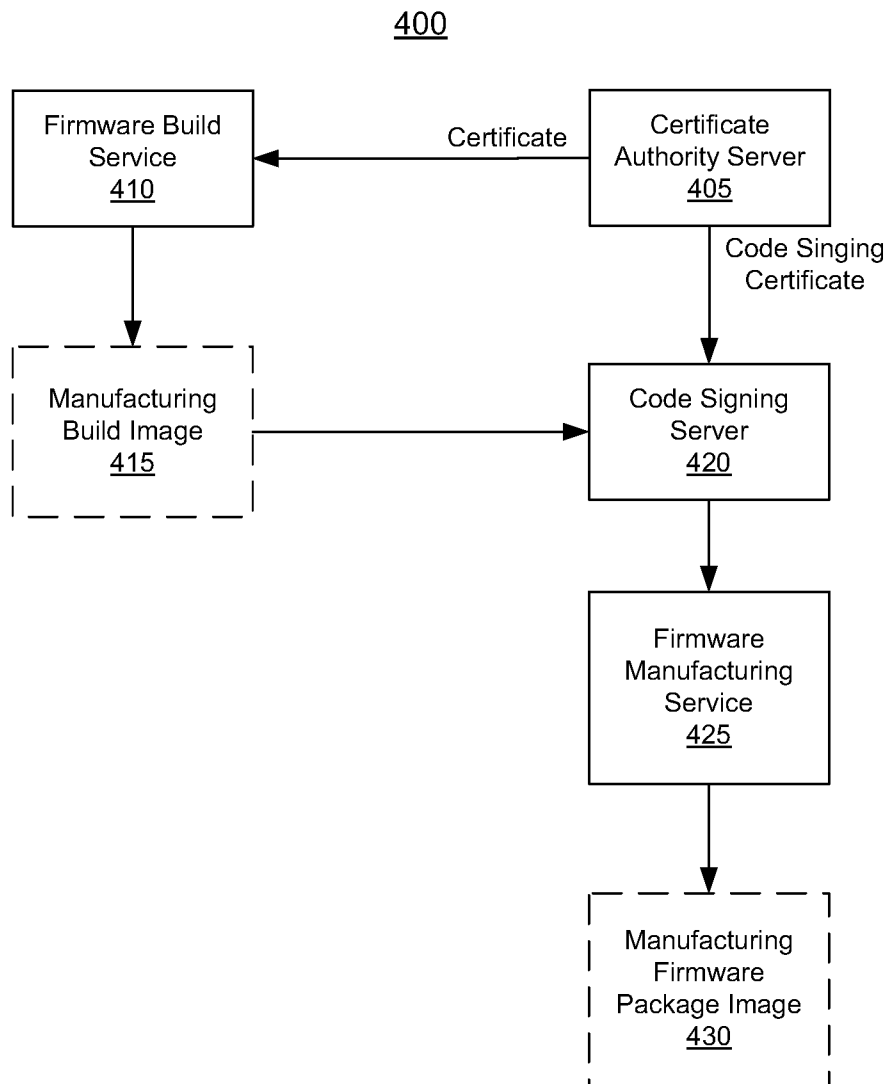 400
Firmware Build
Service
410
Certificate
Certificate
Authority Server
405
Code Singing
Certificate
Manufacturing
Build Image
415
Code Signing
Server
420
Firmware
Manufacturing
Service
425
Manufacturing
Firmware
Package Image
430